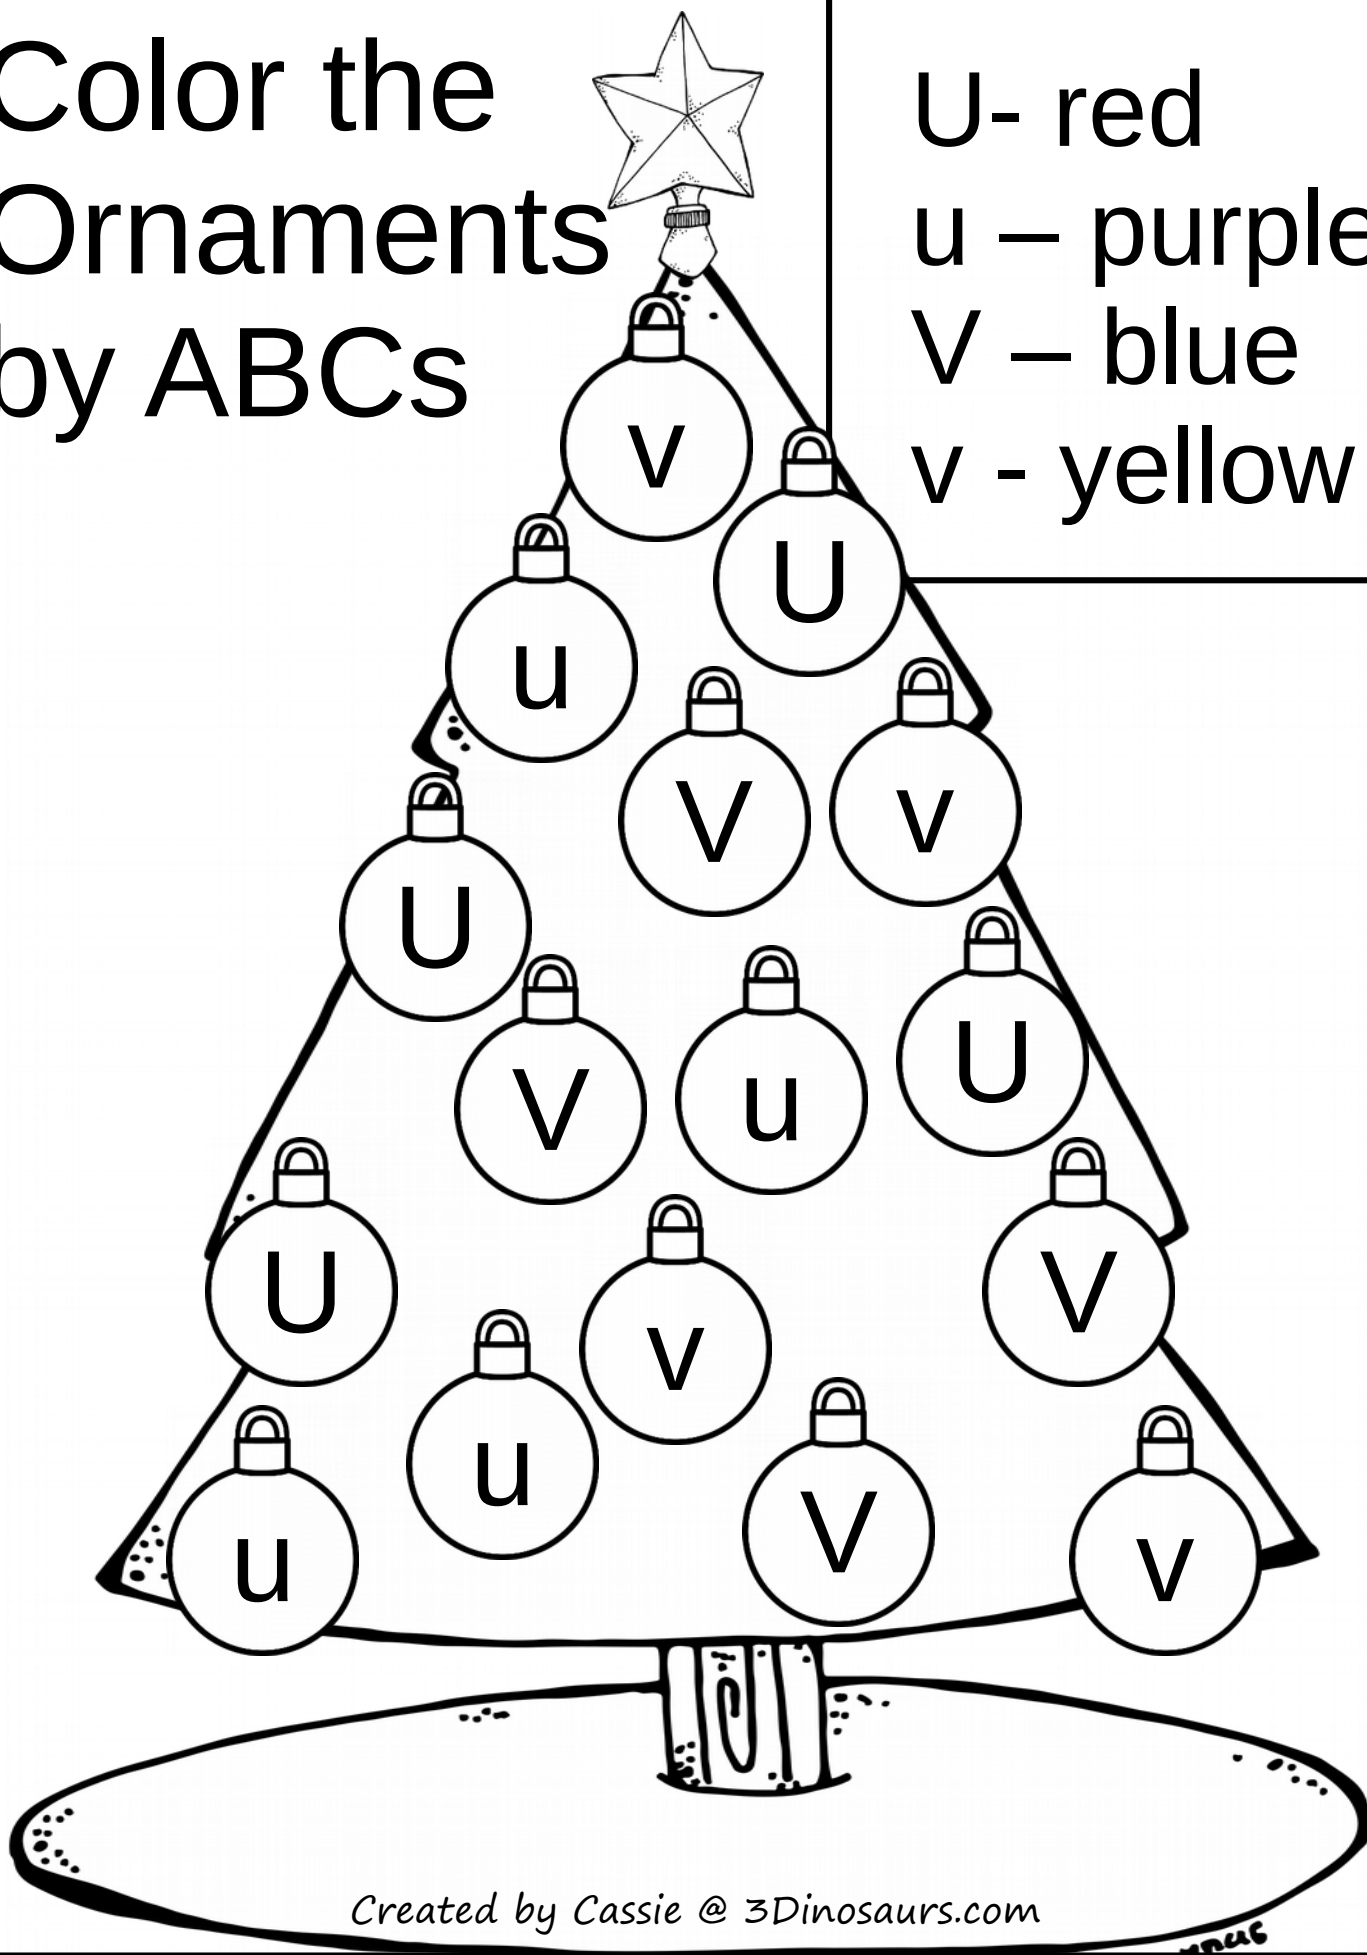 Color the
Ornaments
by ABCs
U- red
u – purple
V – blue
v - yellow
v
U
u
V
v
U
V
u
U
U
v
V
u
u
V
v
Created by Cassie @ 3Dinosaurs.com